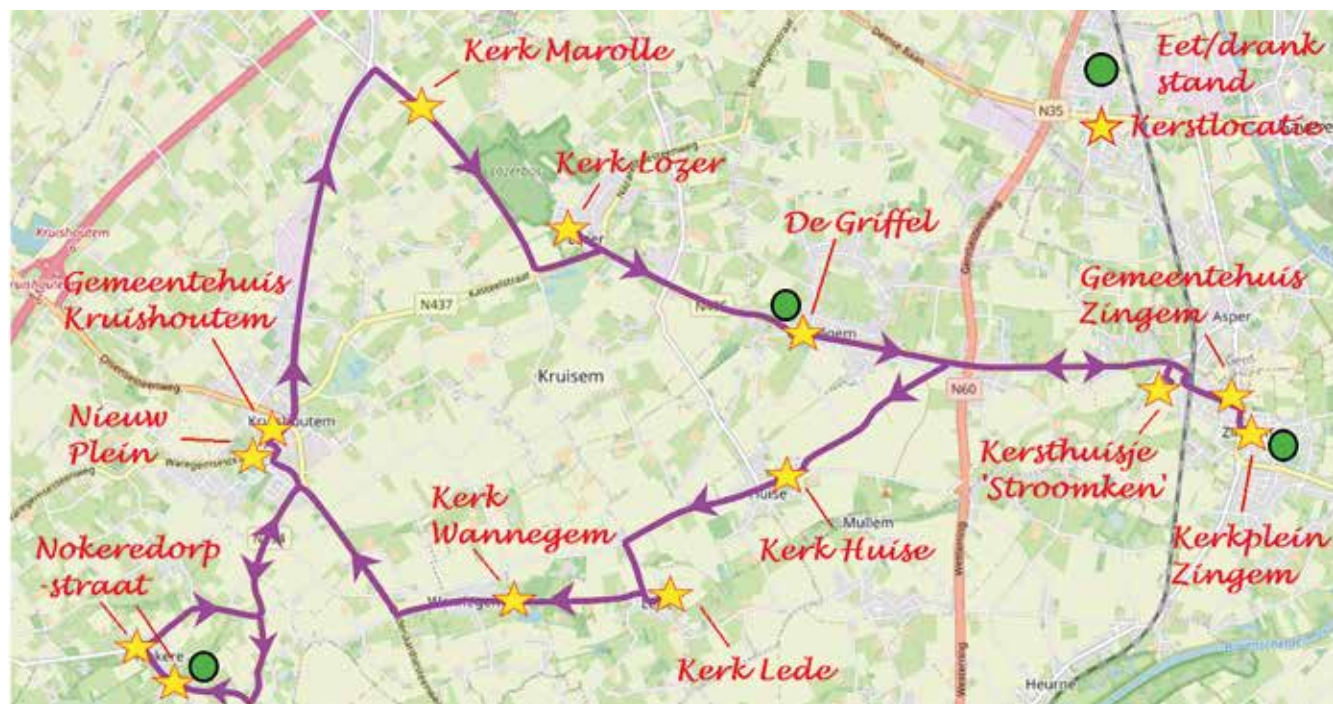 Kerk Marolle
Eet/drank
stand
Kerstlocatie
N35
Kerk Lozer
De Griffel
Kruishoutem
Gemeentehuis
Kruishoutem
N437
Kasteelstraat
Gemeentehuis
Zingem
Asper
Kruisem
N60
Nieuw
Plein
Kerk
Wannegem
Kersthuisje
'Stroomken'
Mullem
Kerk Huise
Kerkplein
Zingem
Nokeredorp
-straat
Kerk Lede
Heurne